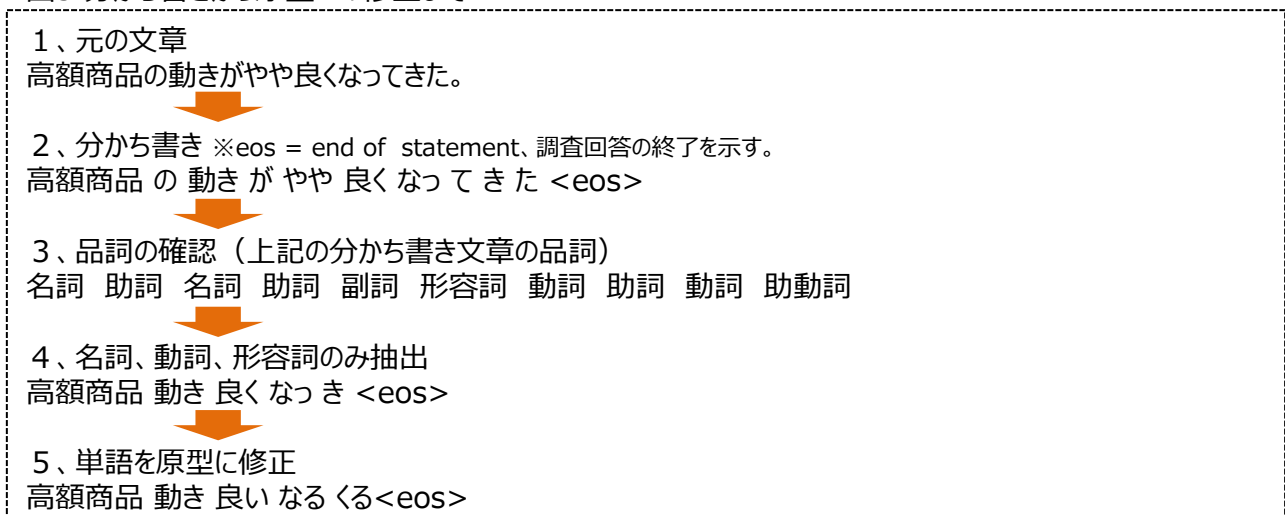 １、元の文章
高額商品の動きがやや良くなってきた。
２、分かち書き ※eos = end of statement、調査回答の終了を示す。
高額商品 の 動き が やや 良く なっ て き た <eos>
３、品詞の確認（上記の分かち書き文章の品詞）
名詞 助詞 名詞 助詞 副詞 形容詞 動詞 助詞 動詞 助動詞
４、名詞、動詞、形容詞のみ抽出
高額商品 動き 良く なっ き <eos>
５、単語を原型に修正
高額商品 動き 良い なる くる<eos>